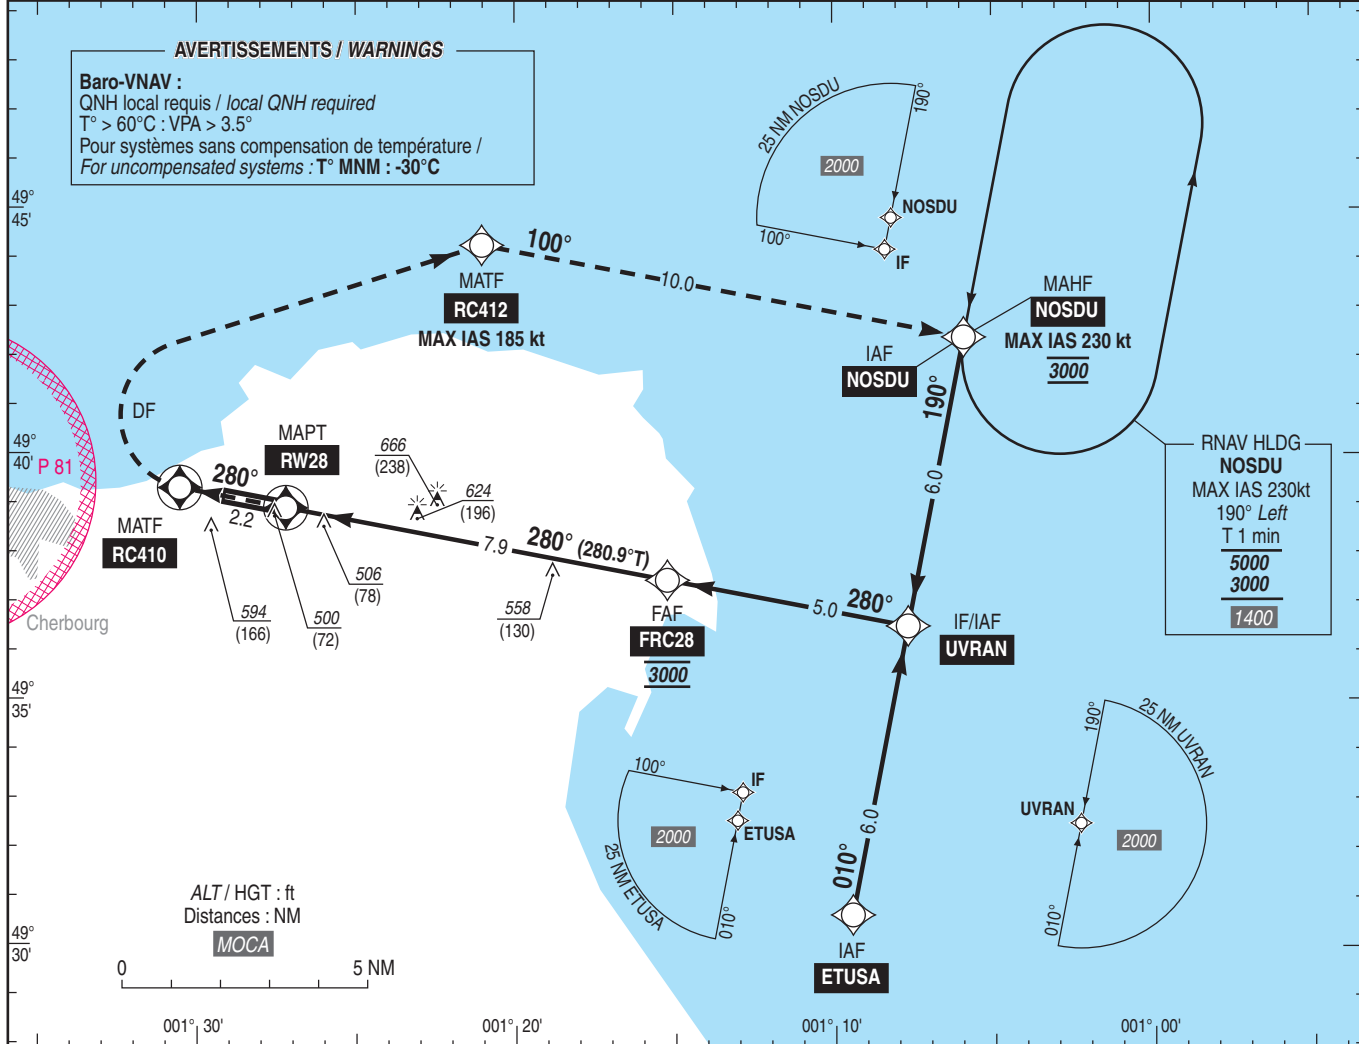 AVERTISSEMENTS / WARNINGS
Baro-VNAV :
QNH local requis / local QNH required
T° > 60°C : VPA > 3.5°
Pour systèmes sans compensation de température /
For uncompensated systems : T° MNM : -30°C
25 NM NOSDU
190°
2000
NOSDU
100°
IF
49°
45'
100°
10.0
MATF
RC412
MAX IAS 185 kt
MAHF
NOSDU
MAX IAS 230 kt
3000
IAF
NOSDU
190°
6.0
DF
49°
40'
P 81
MAPT
RW28
280°
2.2
MATF
RC410
666
(238)
624
(196)
506
(78)
594
(166)
500
(72)
558
(130)
7.9
280° (280.9°T)
FAF
FRC28
3000
5.0
280°
IF/IAF
UVRAN
RNAV HLDG
NOSDU
MAX IAS 230kt
190° Left
T 1 min
5000
3000
1400
Cherbourg
49°
35'
100°
IF
ETUSA
2000
25 NM ETUSA
010°
6.0
010°
IAF
ETUSA
190°
25 NM UVRAN
UVRAN
2000
010°
ALT / HGT : ft
Distances : NM
MOCA
0
5 NM
49°
30'
001° 30'
001° 20'
001° 10'
001° 00'